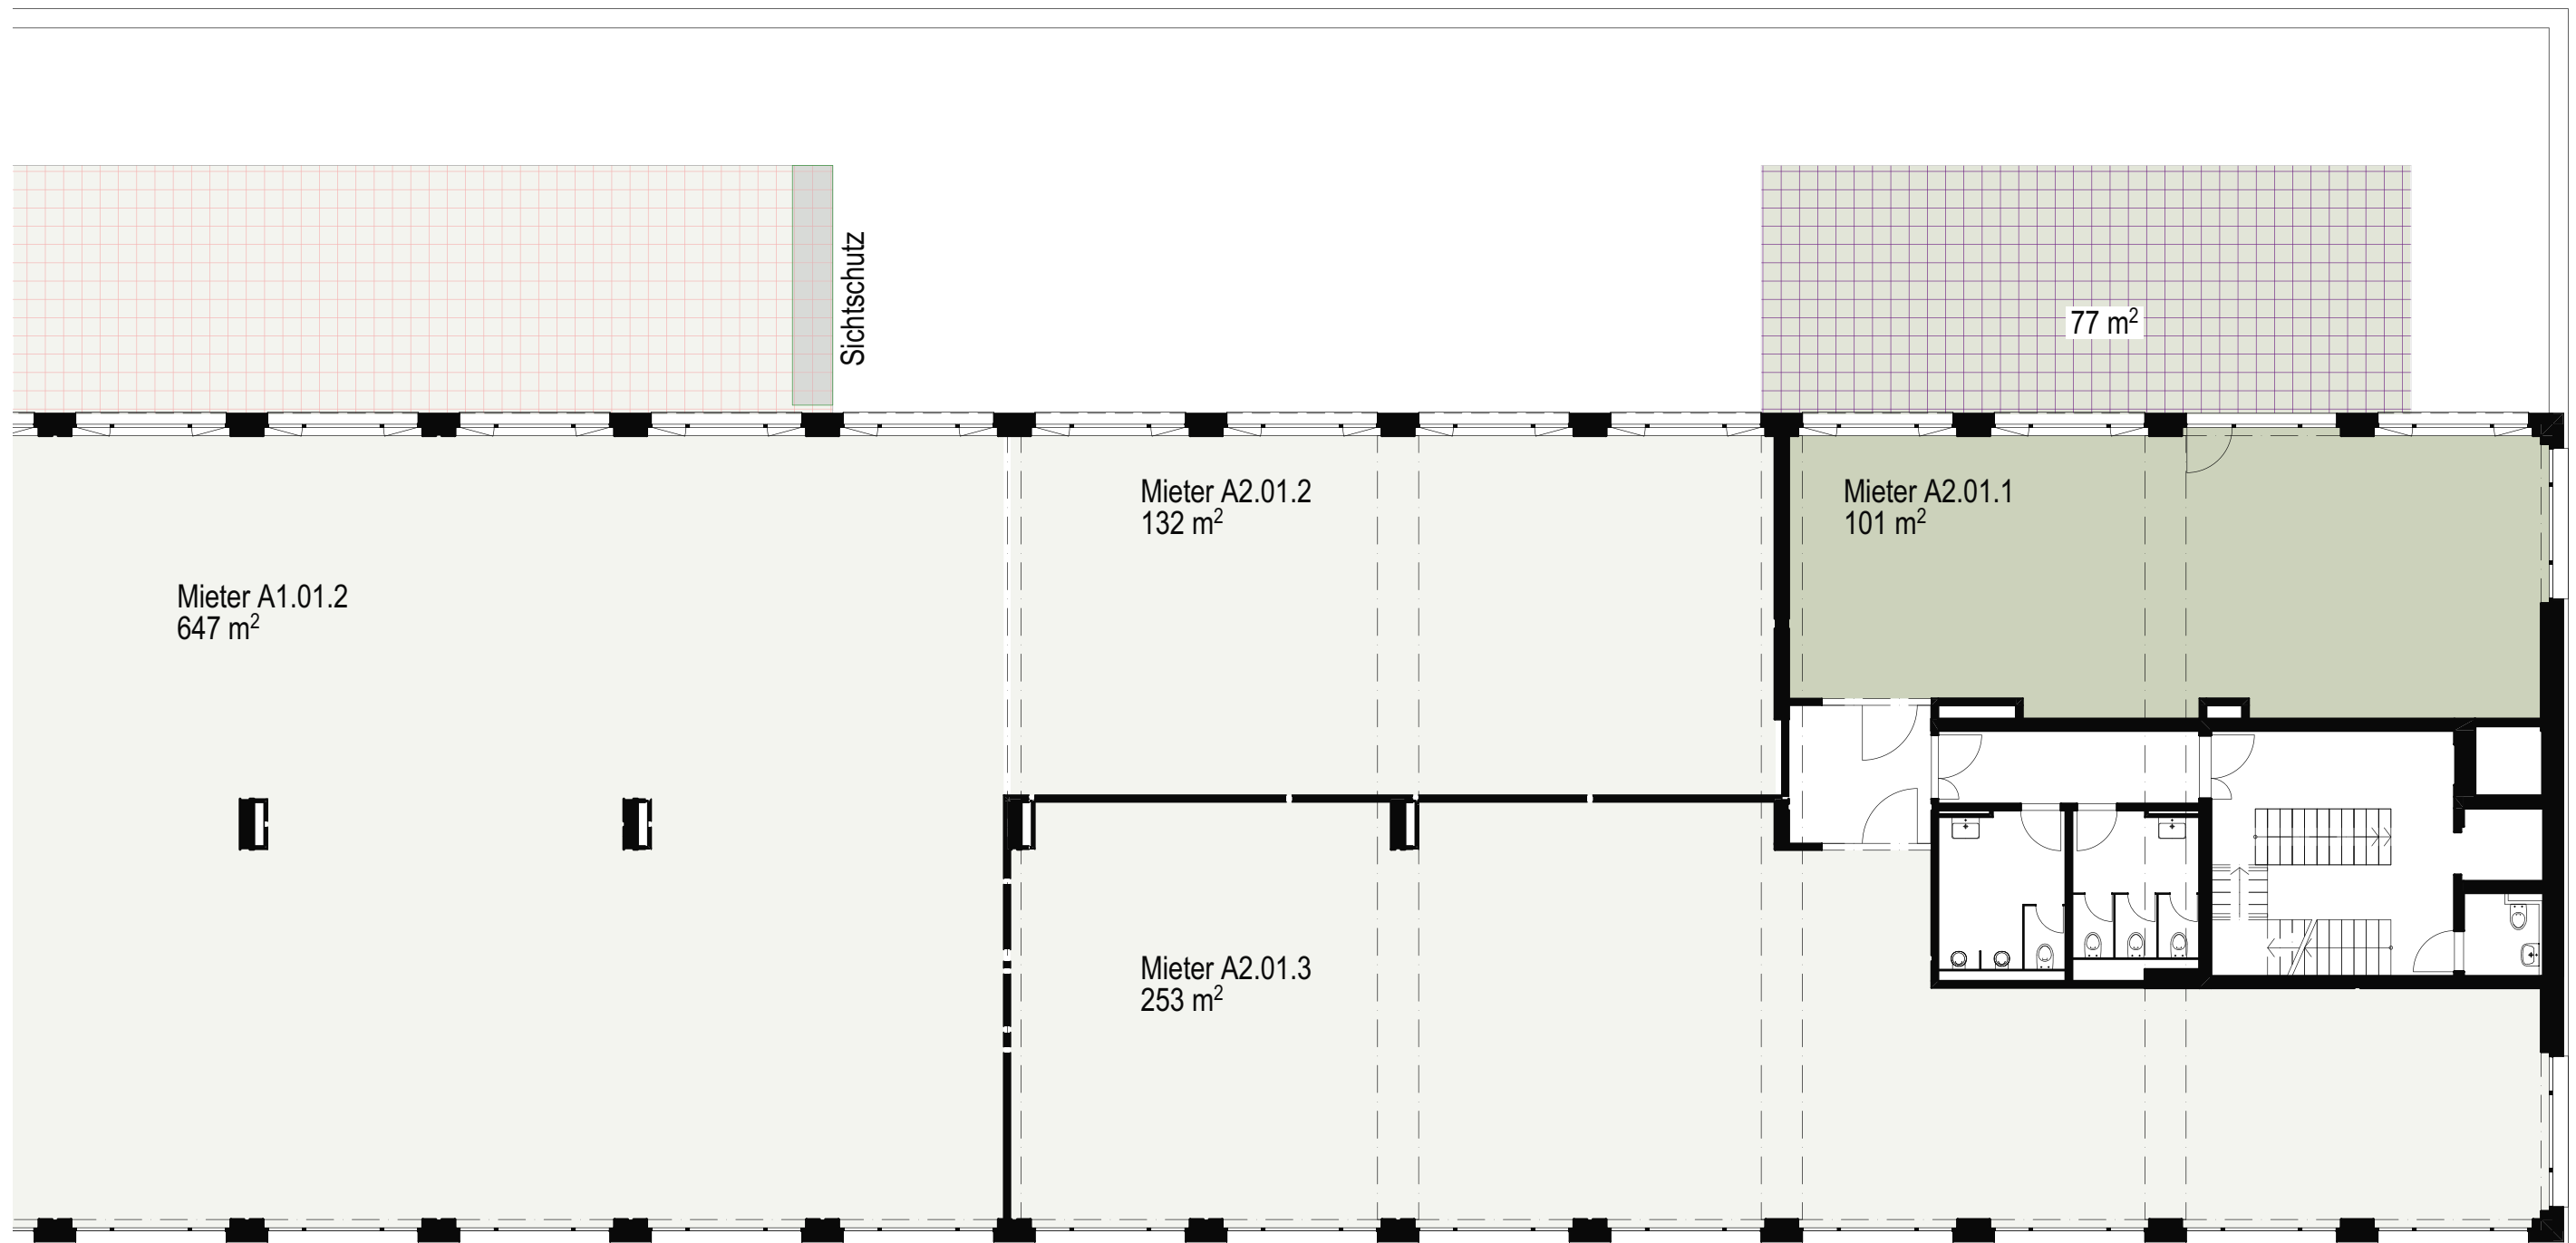 Sichtschutz
77 m²
Mieter A2.01.2
132 m²
Mieter A2.01.1
101 m²
Mieter A1.01.2
647 m²
Mieter A2.01.3
253 m²